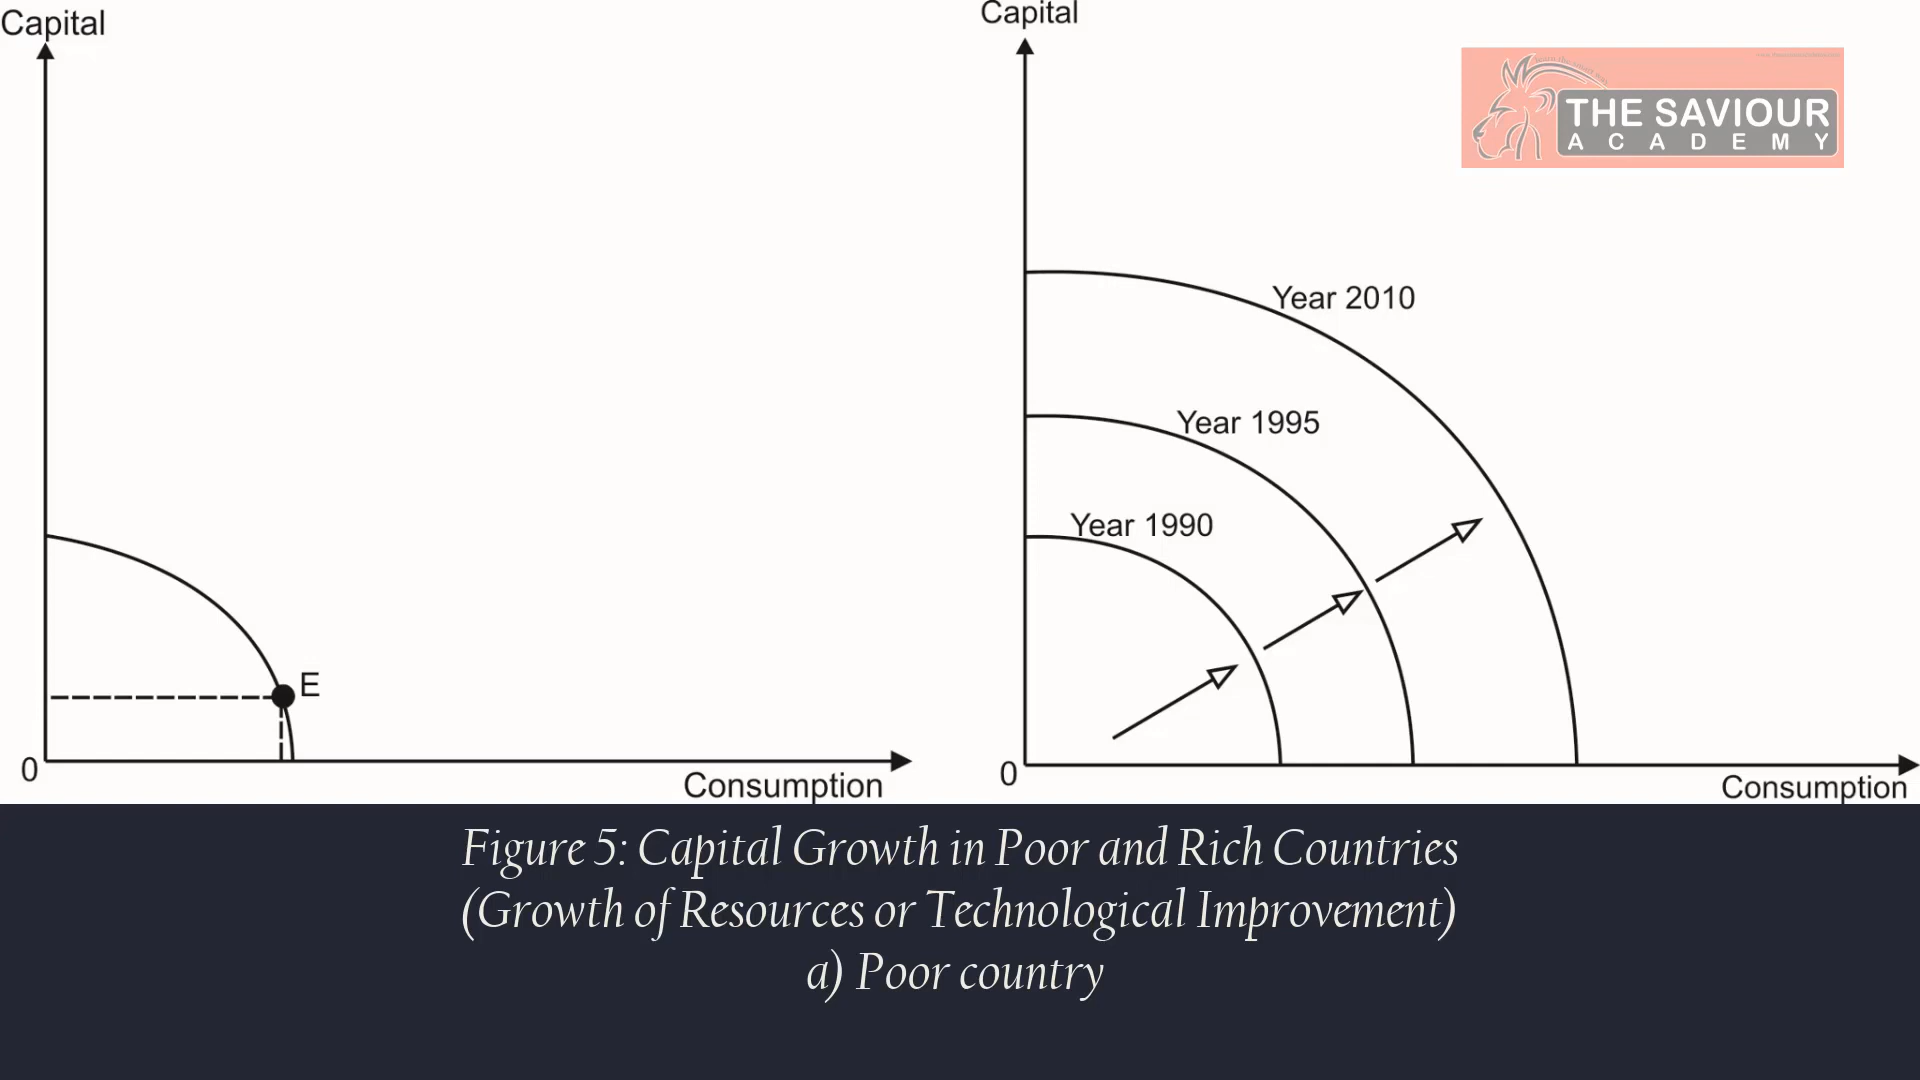 Capital
E
0
Consumption
Capital
Year 2010
Year 1995
Year 1990
0
Consumption
THE SAVIOUR
ACADEMY
Figure 5: Capital Growth in Poor and Rich Countries
(Growth of Resources or Technological Improvement)
a) Poor country